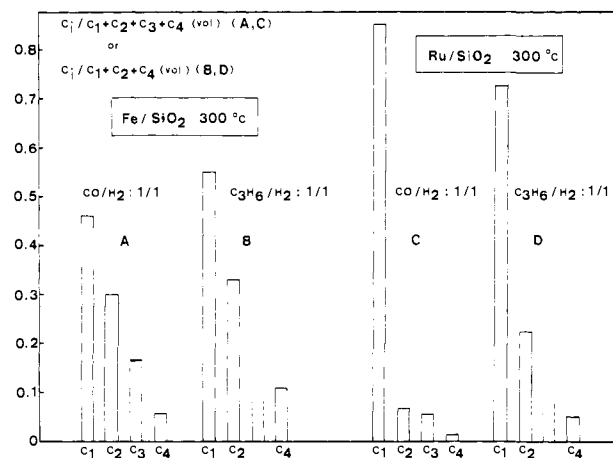 Ci / C1+C2+C3+C4 (vol) (A,C)
or
Ci / C1+C2+C4 (vol) (B,D)
Fe / SiO2 300 °C
Ru/SiO2 300 °C
CO/H2 : 1/1
C3H6/H2 : 1/1
CO/H2 : 1/1
C3H6/H2 : 1/1
A
B
C
D
0.8
0.7
0.6
0.5
0.4
0.3
0.2
0.1
0
C1 C2 C3 C4 C1 C2 C4 C1 C2 C3 C4 C1 C2 C4